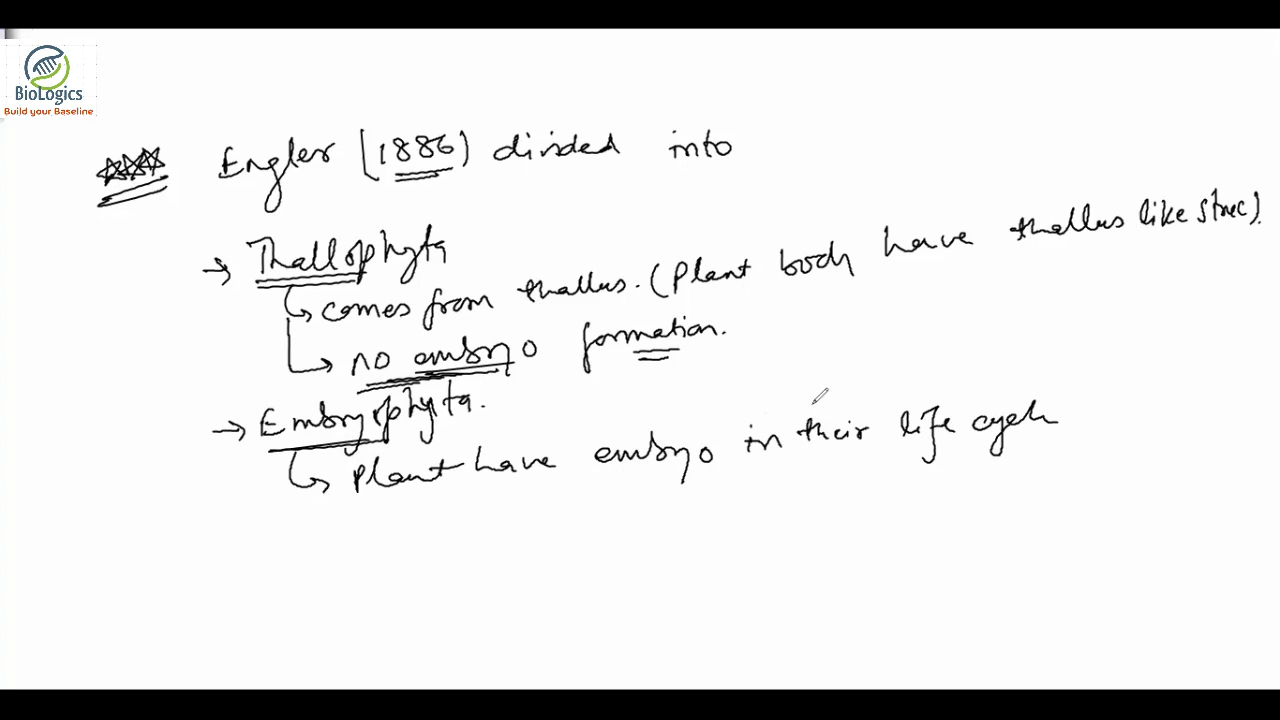 BioLogics
Build your Baseline
Engler (1886) divided into
→ Thallophyta
↳ comes from thallus. (Plant body have thallus like struc).
↳ no embryo formation.
→ Embryophyta.
↳ Plant have embryo in their life cycle